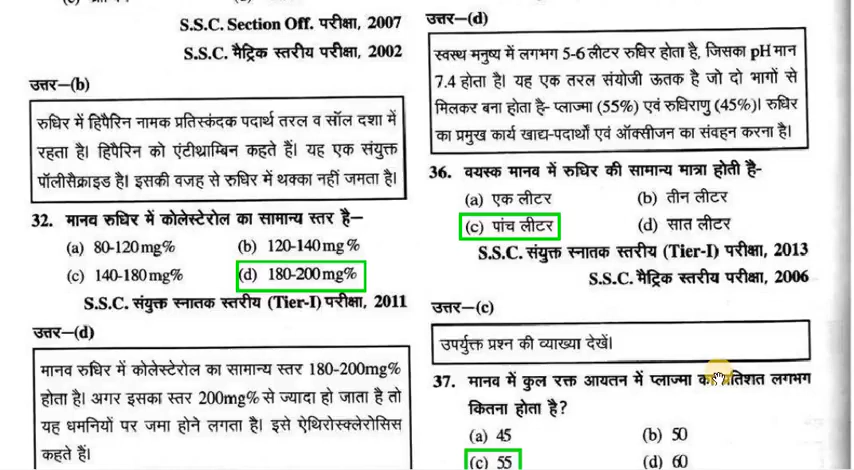 S.S.C. Section Off. परीक्षा, 2007
S.S.C. मैट्रिक स्तरीय परीक्षा, 2002
उत्तर—(b)
रुधिर में हिपैरिन नामक प्रतिस्कंदक पदार्थ तरल व सॉल दशा में
रहता है। हिपैरिन को एंटीथ्राम्बिन कहते हैं। यह एक संयुक्त
पॉलीसैक्राइड है। इसकी वजह से रुधिर में थक्का नहीं जमता है।
32. मानव रुधिर में कोलेस्टेरोल का सामान्य स्तर है—
(a) 80-120mg% (b) 120-140mg %
(c) 140-180mg% (d) 180-200mg%
S.S.C. संयुक्त स्नातक स्तरीय (Tier-I) परीक्षा, 2011
उत्तर—(d)
मानव रुधिर में कोलेस्टेरोल का सामान्य स्तर 180-200mg%
होता है। अगर इसका स्तर 200mg% से ज्यादा हो जाता है तो
यह धमनियों पर जमा होने लगता है। इसे ऐथिरोस्क्लेरोसिस
कहते हैं।
उत्तर—(d)
स्वस्थ मनुष्य में लगभग 5-6 लीटर रुधिर होता है, जिसका pH मान
7.4 होता है। यह एक तरल संयोजी ऊतक है जो दो भागों से
मिलकर बना होता है- प्लाज्मा (55%) एवं रुधिराणु (45%)। रुधिर
का प्रमुख कार्य खाद्य-पदार्थों एवं ऑक्सीजन का संवहन करना है।
36. वयस्क मानव में रुधिर की सामान्य मात्रा होती है-
(a) एक लीटर (b) तीन लीटर
(c) पांच लीटर (d) सात लीटर
S.S.C. संयुक्त स्नातक स्तरीय (Tier-I) परीक्षा, 2013
S.S.C. मैट्रिक स्तरीय परीक्षा, 2006
उत्तर—(c)
उपर्युक्त प्रश्न की व्याख्या देखें।
37. मानव में कुल रक्त आयतन में प्लाज्मा का प्रतिशत लगभग
कितना होता है?
(a) 45 (b) 50
(c) 55 (d) 60